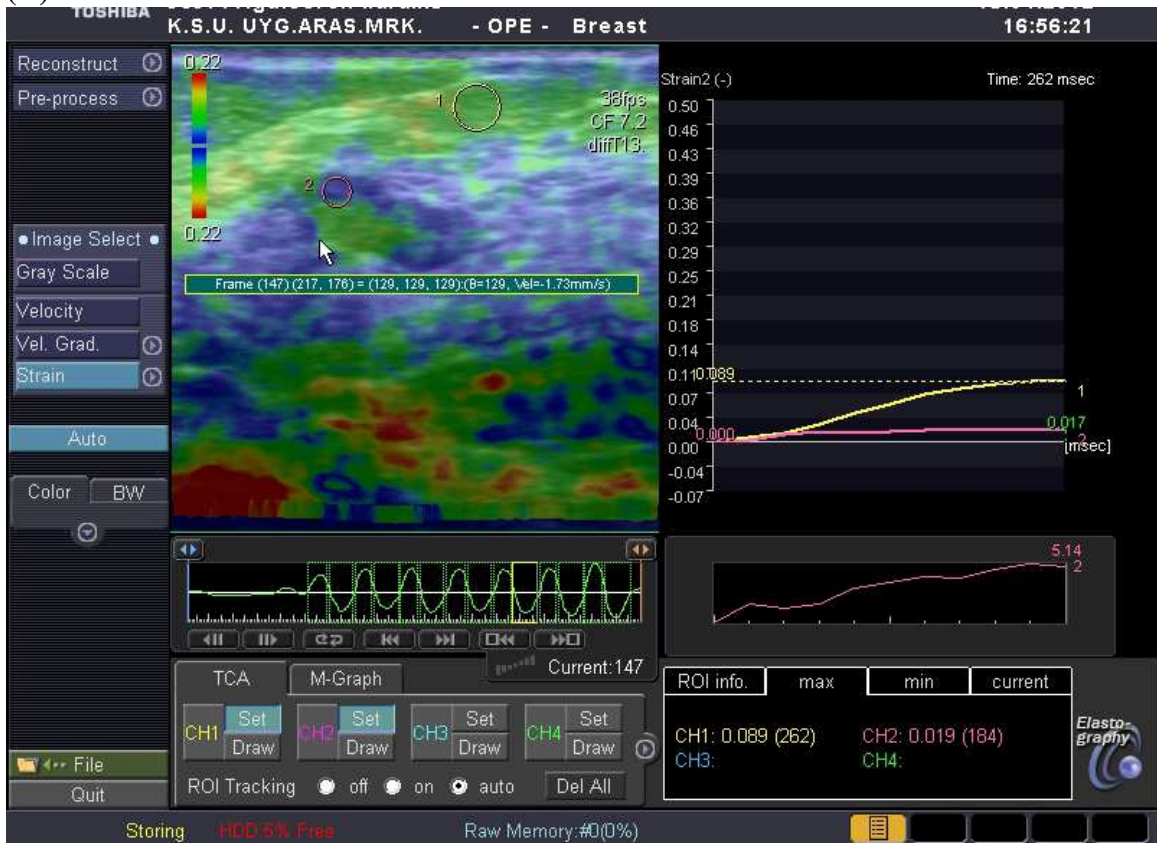 TOSHIBA
K.S.U. UYG.ARAS.MRK. - OPE - Breast
16:56:21
Reconstruct
Pre-process
Image Select
Gray Scale
Velocity
Vel. Grad.
Strain
Auto
Color BW
File
Quit
0.22
0.22
1
2
38fps
CF 7.2
diffT13.
Frame (147) (217, 176) = (129, 129, 129):(B=129, Vel=-1.73mm/s)
Strain2 (-) Time: 262 msec
0.50
0.46
0.43
0.39
0.36
0.32
0.29
0.25
0.21
0.18
0.14
0.11
0.089
0.07
1
0.04
0.000
0.017
0.00
2
[msec]
-0.04
-0.07
5.14
2
Current:147
TCA M-Graph
CH1 Set Draw
CH2 Set Draw
CH3 Set Draw
CH4 Set Draw
ROI Tracking off on auto Del All
ROI info. max min current
CH1: 0.089 (262) CH2: 0.019 (184)
CH3: CH4:
Elasto-
graphy
Storing HDD:5% Free Raw Memory:#0(0%)